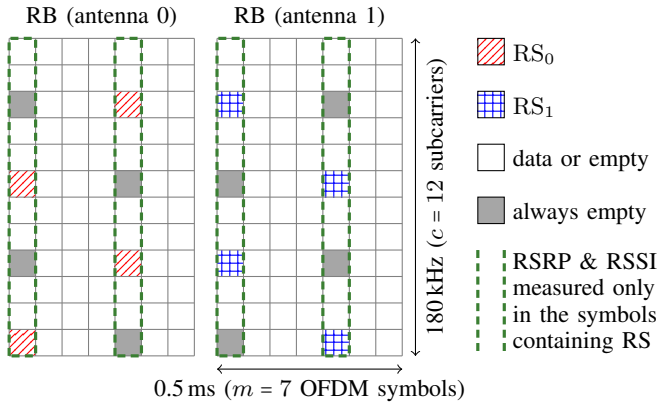 RB (antenna 0)
RB (antenna 1)
180 kHz (c = 12 subcarriers)
0.5 ms (m = 7 OFDM symbols)
RS₀
RS₁
data or empty
always empty
RSRP & RSSI
measured only
in the symbols
containing RS